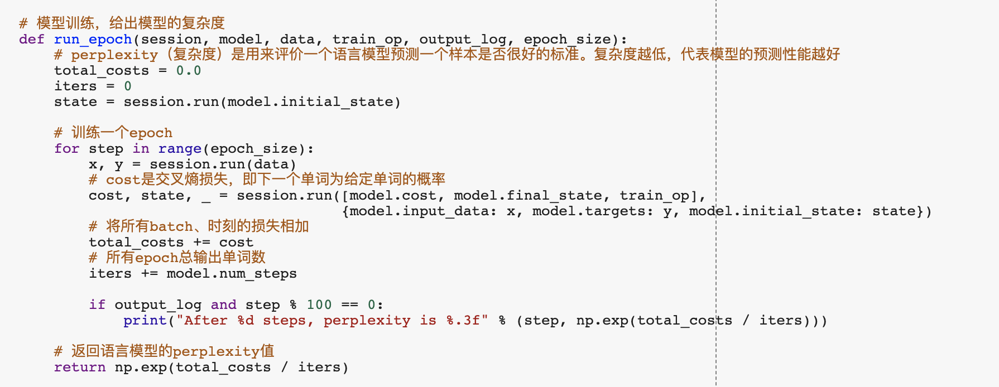 # 模型训练，给出模型的复杂度
def run_epoch(session, model, data, train_op, output_log, epoch_size):
    # perplexity（复杂度）是用来评价一个语言模型预测一个样本是否很好的标准。复杂度越低，代表模型的预测性能越好
    total_costs = 0.0
    iters = 0
    state = session.run(model.initial_state)

    # 训练一个epoch
    for step in range(epoch_size):
        x, y = session.run(data)
        # cost是交叉熵损失，即下一个单词为给定单词的概率
        cost, state, _ = session.run([model.cost, model.final_state, train_op],
                                     {model.input_data: x, model.targets: y, model.initial_state: state})
        # 将所有batch、时刻的损失相加
        total_costs += cost
        # 所有epoch总输出单词数
        iters += model.num_steps

        if output_log and step % 100 == 0:
            print("After %d steps, perplexity is %.3f" % (step, np.exp(total_costs / iters)))

    # 返回语言模型的perplexity值
    return np.exp(total_costs / iters)